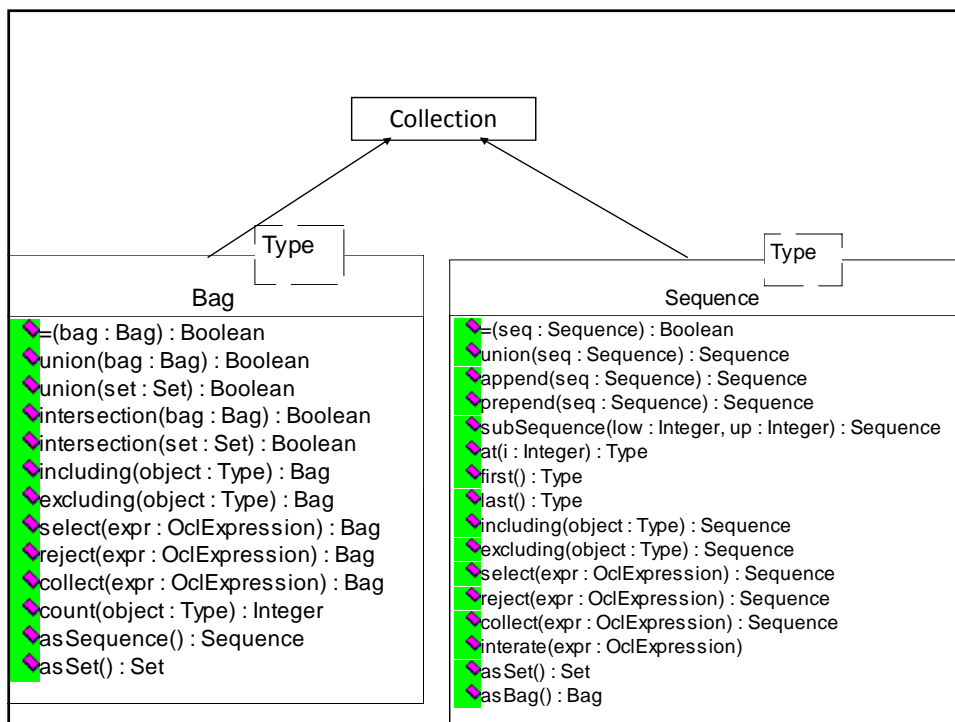 Collection
Type
Bag
=(bag : Bag) : Boolean
union(bag : Bag) : Boolean
union(set : Set) : Boolean
intersection(bag : Bag) : Boolean
intersection(set : Set) : Boolean
including(object : Type) : Bag
excluding(object : Type) : Bag
select(expr : OclExpression) : Bag
reject(expr : OclExpression) : Bag
collect(expr : OclExpression) : Bag
count(object : Type) : Integer
asSequence() : Sequence
asSet() : Set
Type
Sequence
=(seq : Sequence) : Boolean
union(seq : Sequence) : Sequence
append(seq : Sequence) : Sequence
prepend(seq : Sequence) : Sequence
subSequence(low : Integer, up : Integer) : Sequence
at(i : Integer) : Type
first() : Type
last() : Type
including(object : Type) : Sequence
excluding(object : Type) : Sequence
select(expr : OclExpression) : Sequence
reject(expr : OclExpression) : Sequence
collect(expr : OclExpression) : Sequence
interate(expr : OclExpression)
asSet() : Set
asBag() : Bag